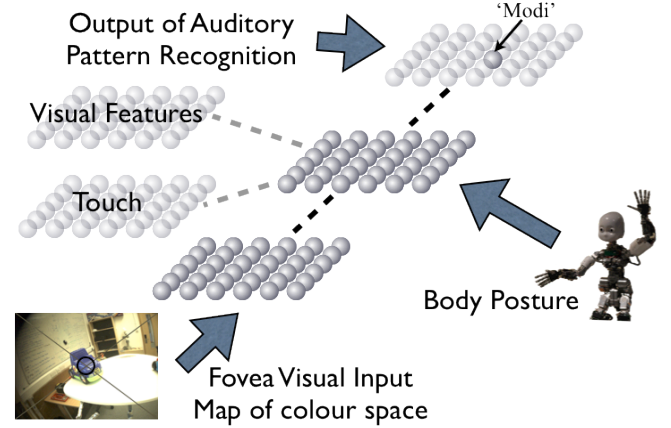 ‘Modi’
Output of Auditory
Pattern Recognition
Visual Features
Touch
Body Posture
Fovea Visual Input
Map of colour space